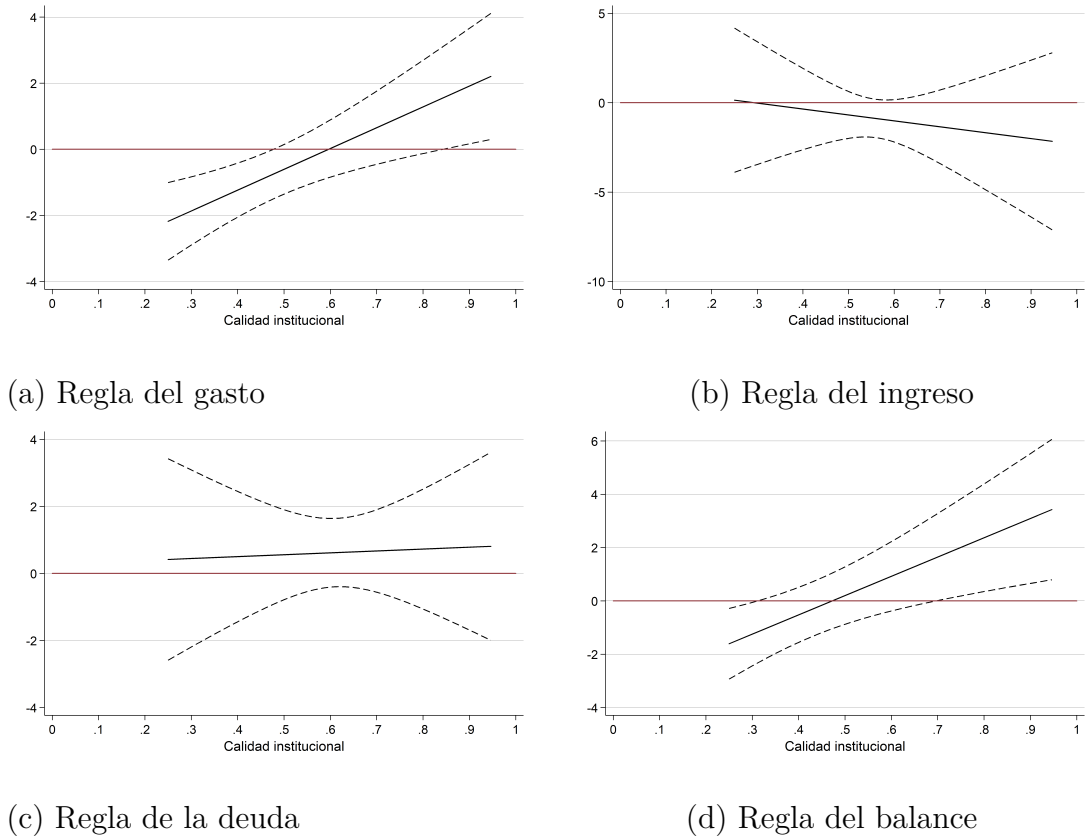 4
2
0
-2
-4
0 .1 .2 .3 .4 .5 .6 .7 .8 .9 1
Calidad institucional
(a) Regla del gasto
5
0
-5
-10
0 .1 .2 .3 .4 .5 .6 .7 .8 .9 1
Calidad institucional
(b) Regla del ingreso
4
2
0
-2
-4
0 .1 .2 .3 .4 .5 .6 .7 .8 .9 1
Calidad institucional
(c) Regla de la deuda
6
4
2
0
-2
-4
0 .1 .2 .3 .4 .5 .6 .7 .8 .9 1
Calidad institucional
(d) Regla del balance